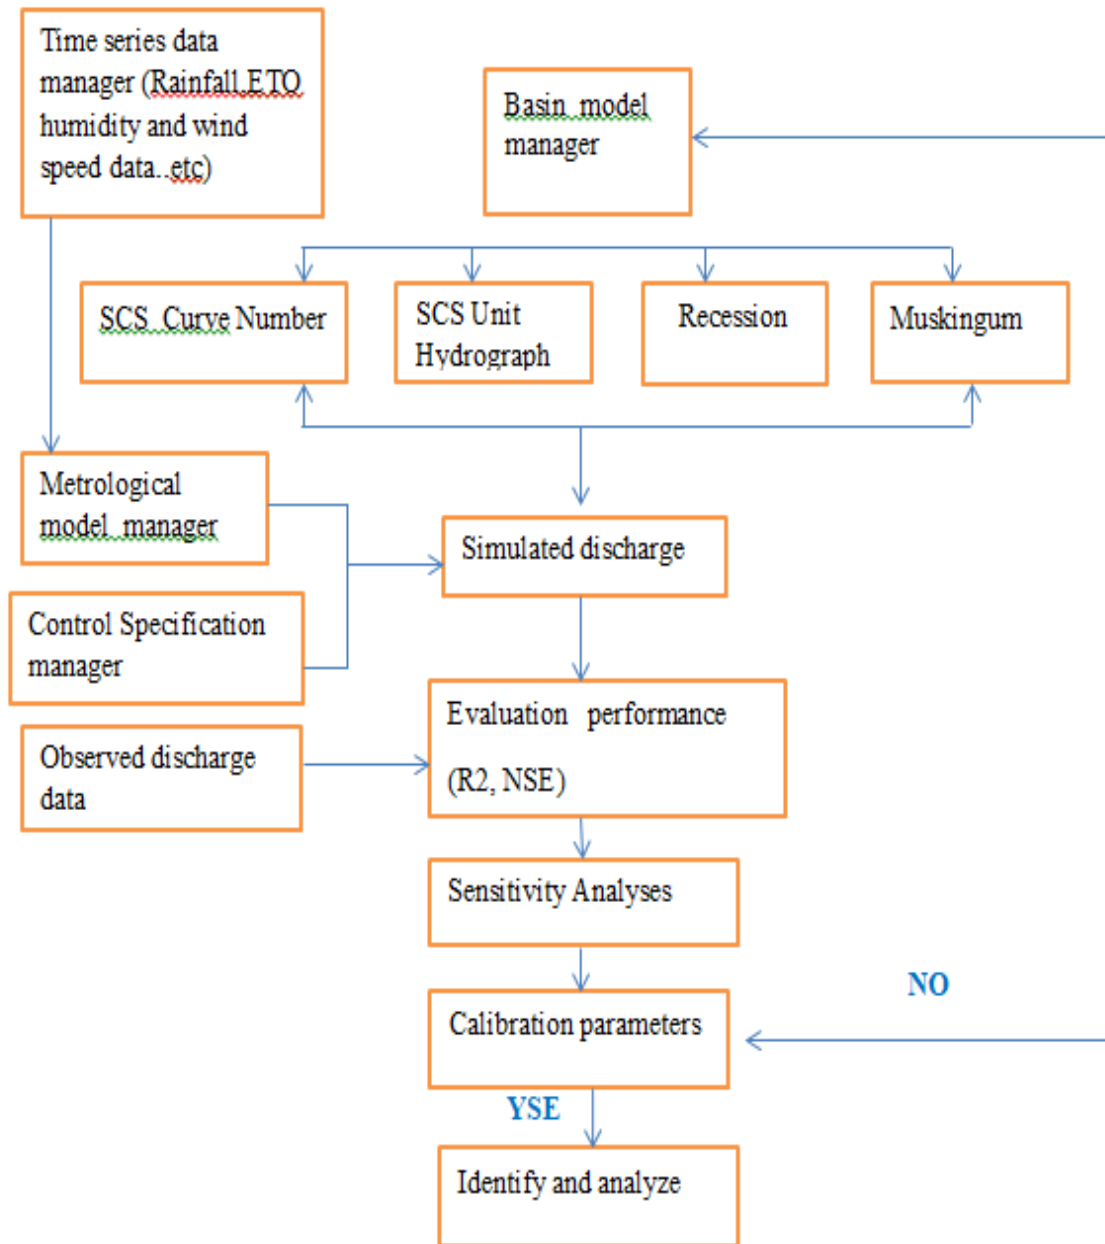 Time series data
manager (Rainfall,ETO
humidity and wind
speed data..etc)
Basin model
manager
SCS Curve Number
SCS Unit
Hydrograph
Recession
Muskingum
Metrological
model manager
Simulated discharge
Control Specification
manager
Evaluation performance
(R2, NSE)
Observed discharge
data
Sensitivity Analyses
NO
Calibration parameters
YSE
Identify and analyze